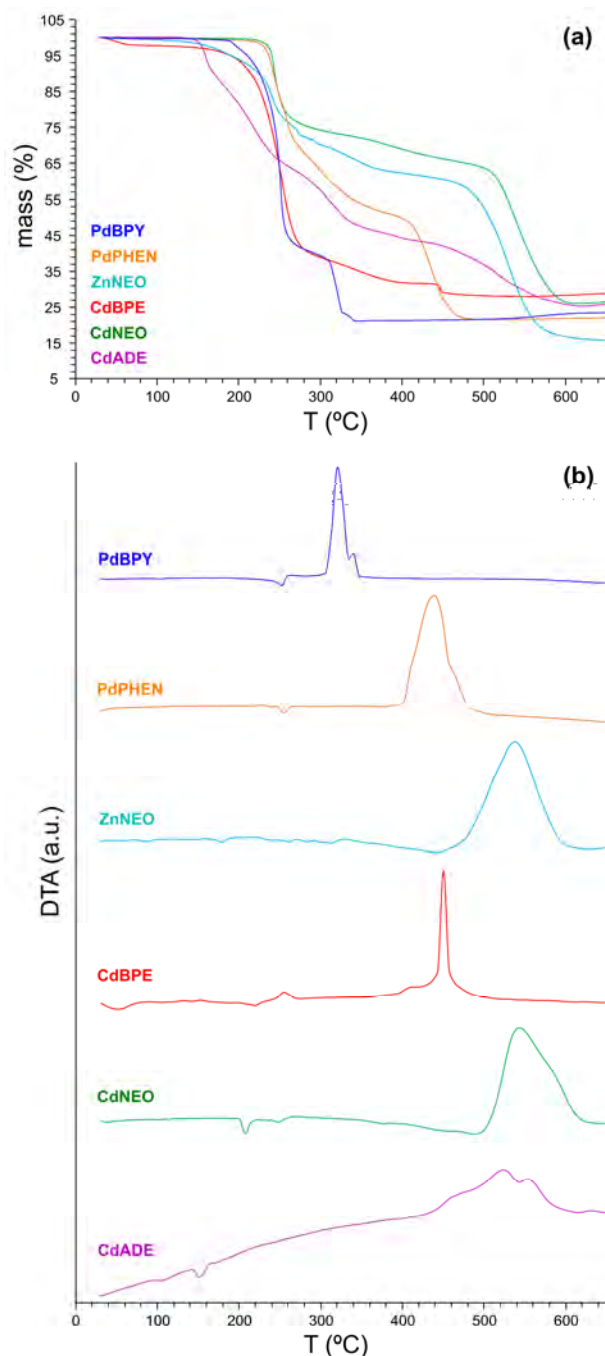 (a)
mass (%)
105
95
85
75
65
55
45
35
25
15
5
PdBPY
PdPHEN
ZnNEO
CdBPE
CdNEO
CdADE
0 100 200 300 400 500 600
T (ºC)
(b)
DTA (a.u.)
PdBPY
PdPHEN
ZnNEO
CdBPE
CdNEO
CdADE
0 100 200 300 400 500 600
T (ºC)